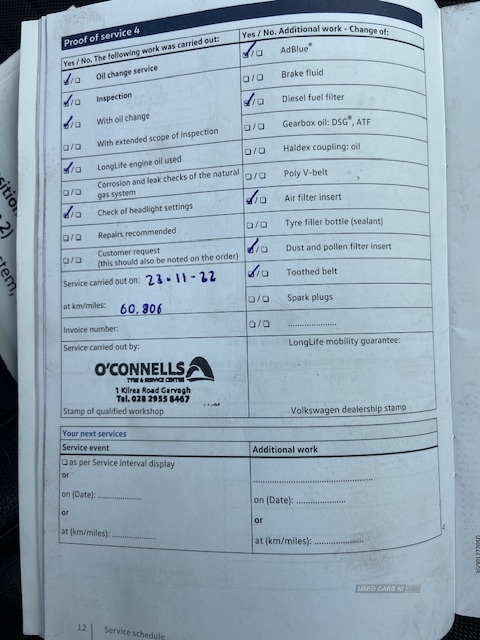 Proof of service 4
Yes / No. The following work was carried out:
Oil change service
Inspection
With oil change
With extended scope of inspection
LongLife engine oil used
Corrosion and leak checks of the natural
gas system
Check of headlight settings
Repairs recommended
Customer request
(this should also be noted on the order)
Service carried out on: 23-11-22
at km/miles: 60,806
Invoice number:
Service carried out by:
O'CONNELLS
TYRE & SERVICE CENTRE
1 Kilrea Road Garvagh
Tel. 028 2955 8467
Stamp of qualified workshop
Yes / No. Additional work - Change of:
AdBlue®
Brake fluid
Diesel fuel filter
Gearbox oil: DSG®, ATF
Haldex coupling: oil
Poly V-belt
Air filter insert
Tyre filler bottle (sealant)
Dust and pollen filter insert
Toothed belt
Spark plugs
....................
LongLife mobility guarantee:
Volkswagen dealership stamp
Your next services
Service event
as per Service interval display
or
on (Date): ..................
or
at (km/miles): ..................
Additional work
..................................................
on (Date): ....................
or
at (km/miles): ....................
12 | Service schedule
USED CARS NI